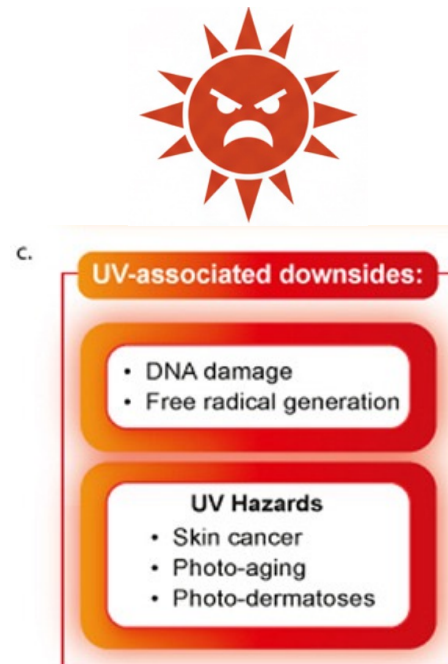 c.
UV-associated downsides:
• DNA damage
• Free radical generation
UV Hazards
• Skin cancer
• Photo-aging
• Photo-dermatoses